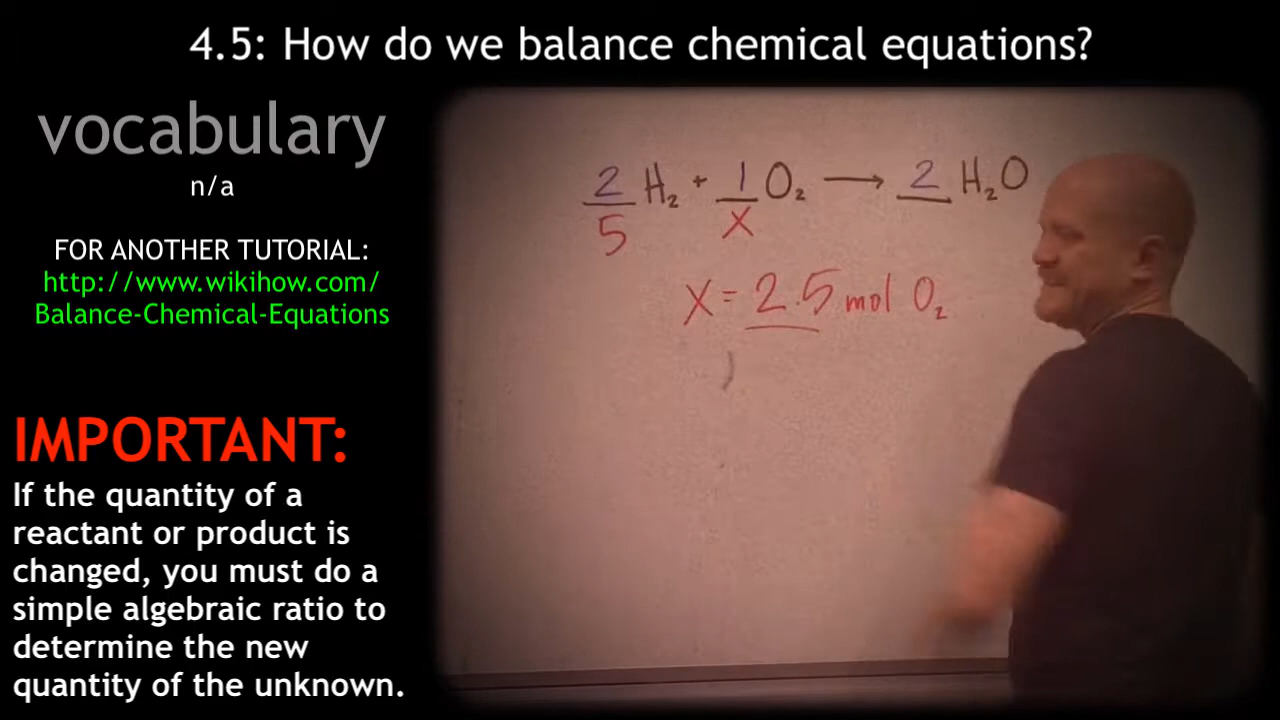 4.5: How do we balance chemical equations?
vocabulary
n/a
FOR ANOTHER TUTORIAL:
http://www.wikihow.com/
Balance-Chemical-Equations
IMPORTANT:
If the quantity of a
reactant or product is
changed, you must do a
simple algebraic ratio to
determine the new
quantity of the unknown.
2 H₂ + 1 O₂ → 2 H₂O
5 x
x = 2.5 mol O₂